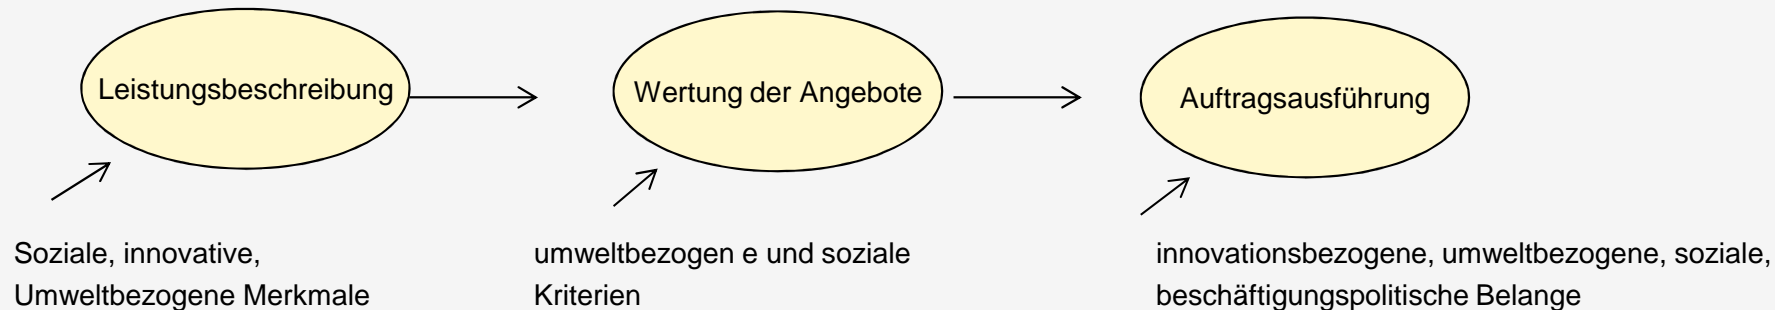 Leistungsbeschreibung
Wertung der Angebote
Auftragsausführung
Soziale, innovative,
Umweltbezogene Merkmale
umweltbezogen e und soziale
Kriterien
innovationsbezogene, umweltbezogene, soziale,
beschäftigungspolitische Belange